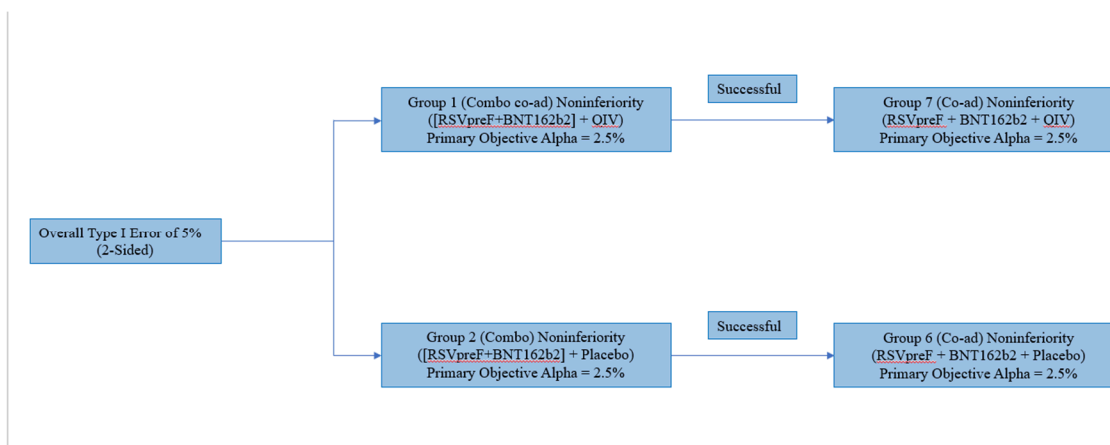 Overall Type I Error of 5%
(2-Sided)
Group 1 (Combo co-ad) Noninferiority
([RSVpreF+BNT162b2] + QIV)
Primary Objective Alpha = 2.5%
Successful
Group 7 (Co-ad) Noninferiority
(RSVpreF + BNT162b2 + QIV)
Primary Objective Alpha = 2.5%
Group 2 (Combo) Noninferiority
([RSVpreF+BNT162b2] + Placebo)
Primary Objective Alpha = 2.5%
Successful
Group 6 (Co-ad) Noninferiority
(RSVpreF + BNT162b2 + Placebo)
Primary Objective Alpha = 2.5%